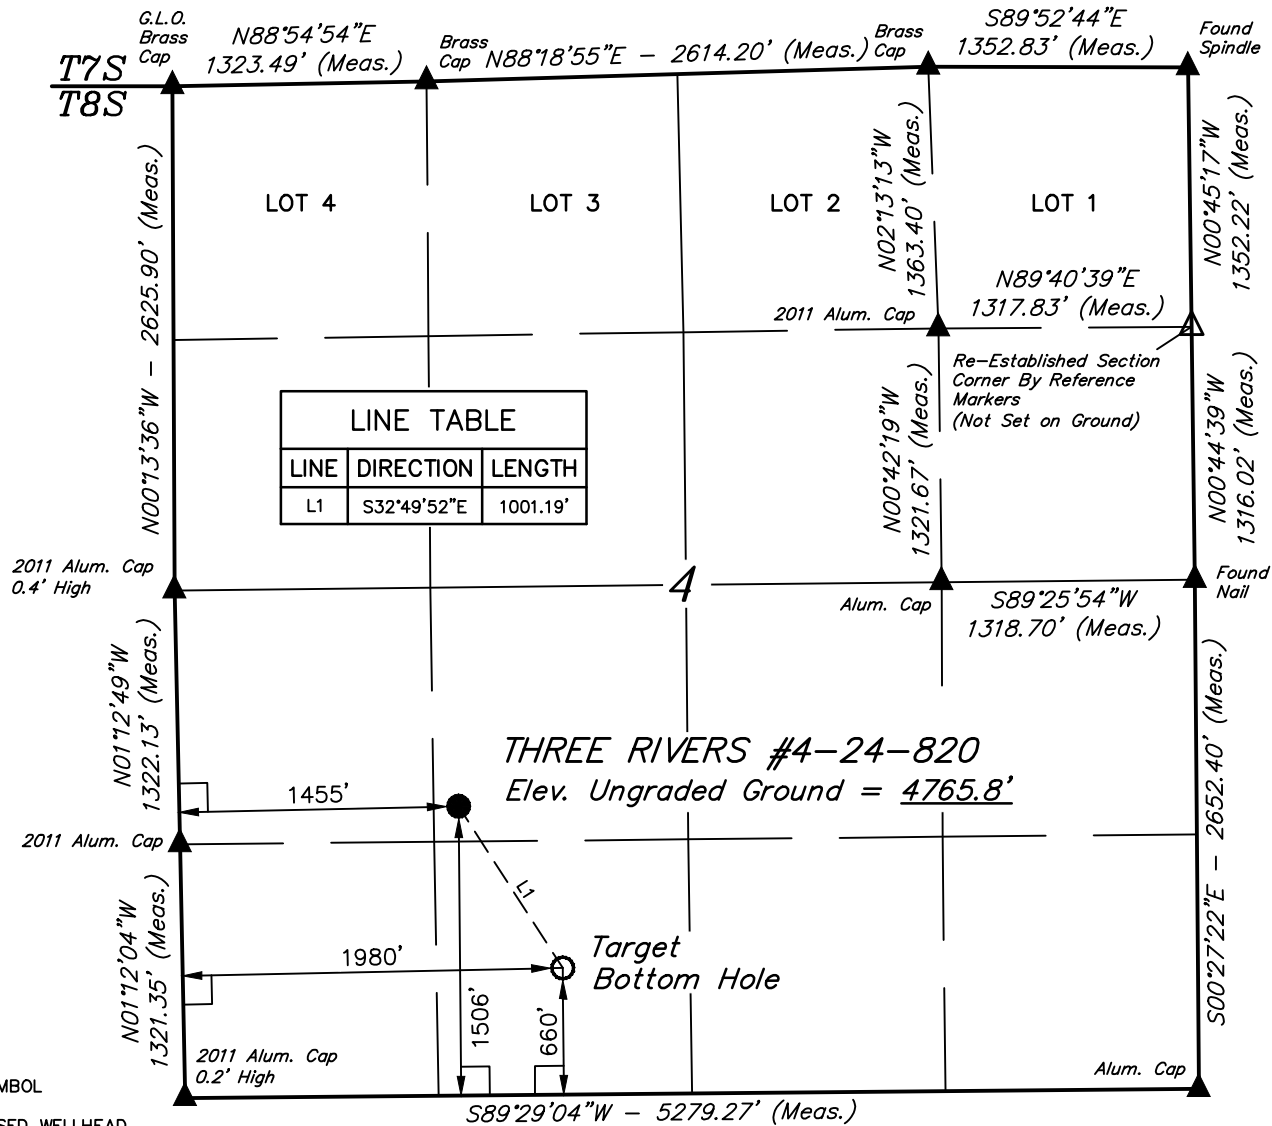 G.L.O.
Brass
Cap
N88°54'54"E
1323.49' (Meas.)
Brass
Cap
N88°18'55"E - 2614.20' (Meas.)
Brass
Cap
S89°52'44"E
1352.83' (Meas.)
Found
Spindle
T7S
T8S
N00°13'36"W - 2625.90' (Meas.)
LOT 4
LOT 3
LOT 2
LOT 1
N02°13'13"W
1363.40' (Meas.)
N00°45'17"W
1352.22' (Meas.)
N89°40'39"E
1317.83' (Meas.)
2011 Alum. Cap
Re-Established Section
Corner By Reference
Markers
(Not Set on Ground)
LINE TABLE
LINE DIRECTION LENGTH
L1 S32°49'52"E 1001.19'
N00°42'19"W
1321.67' (Meas.)
N00°44'39"W
1316.02' (Meas.)
2011 Alum. Cap
0.4' High
4
Alum. Cap
S89°25'54"W
1318.70' (Meas.)
Found
Nail
N01°12'49"W
1322.13' (Meas.)
THREE RIVERS #4-24-820
Elev. Ungraded Ground = 4765.8'
1455'
2011 Alum. Cap
L1
S00°27'22"E - 2652.40' (Meas.)
N01°12'04"W
1321.35' (Meas.)
1980'
Target
Bottom Hole
1506'
660'
2011 Alum. Cap
0.2' High
Alum. Cap
S89°29'04"W - 5279.27' (Meas.)
MBOL
SED WELLHEAD